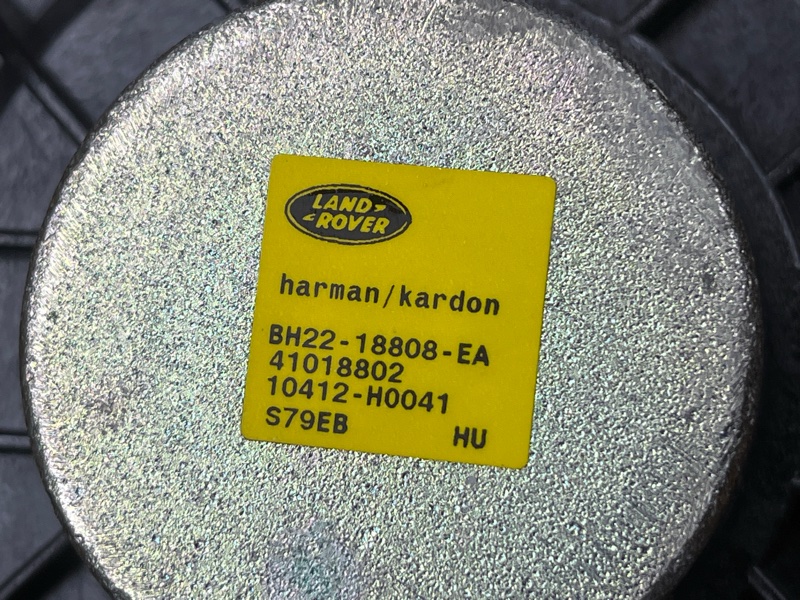 LAND
ROVER
harman/kardon
BH22-18808-EA
41018802
10412-H0041
S79EB HU